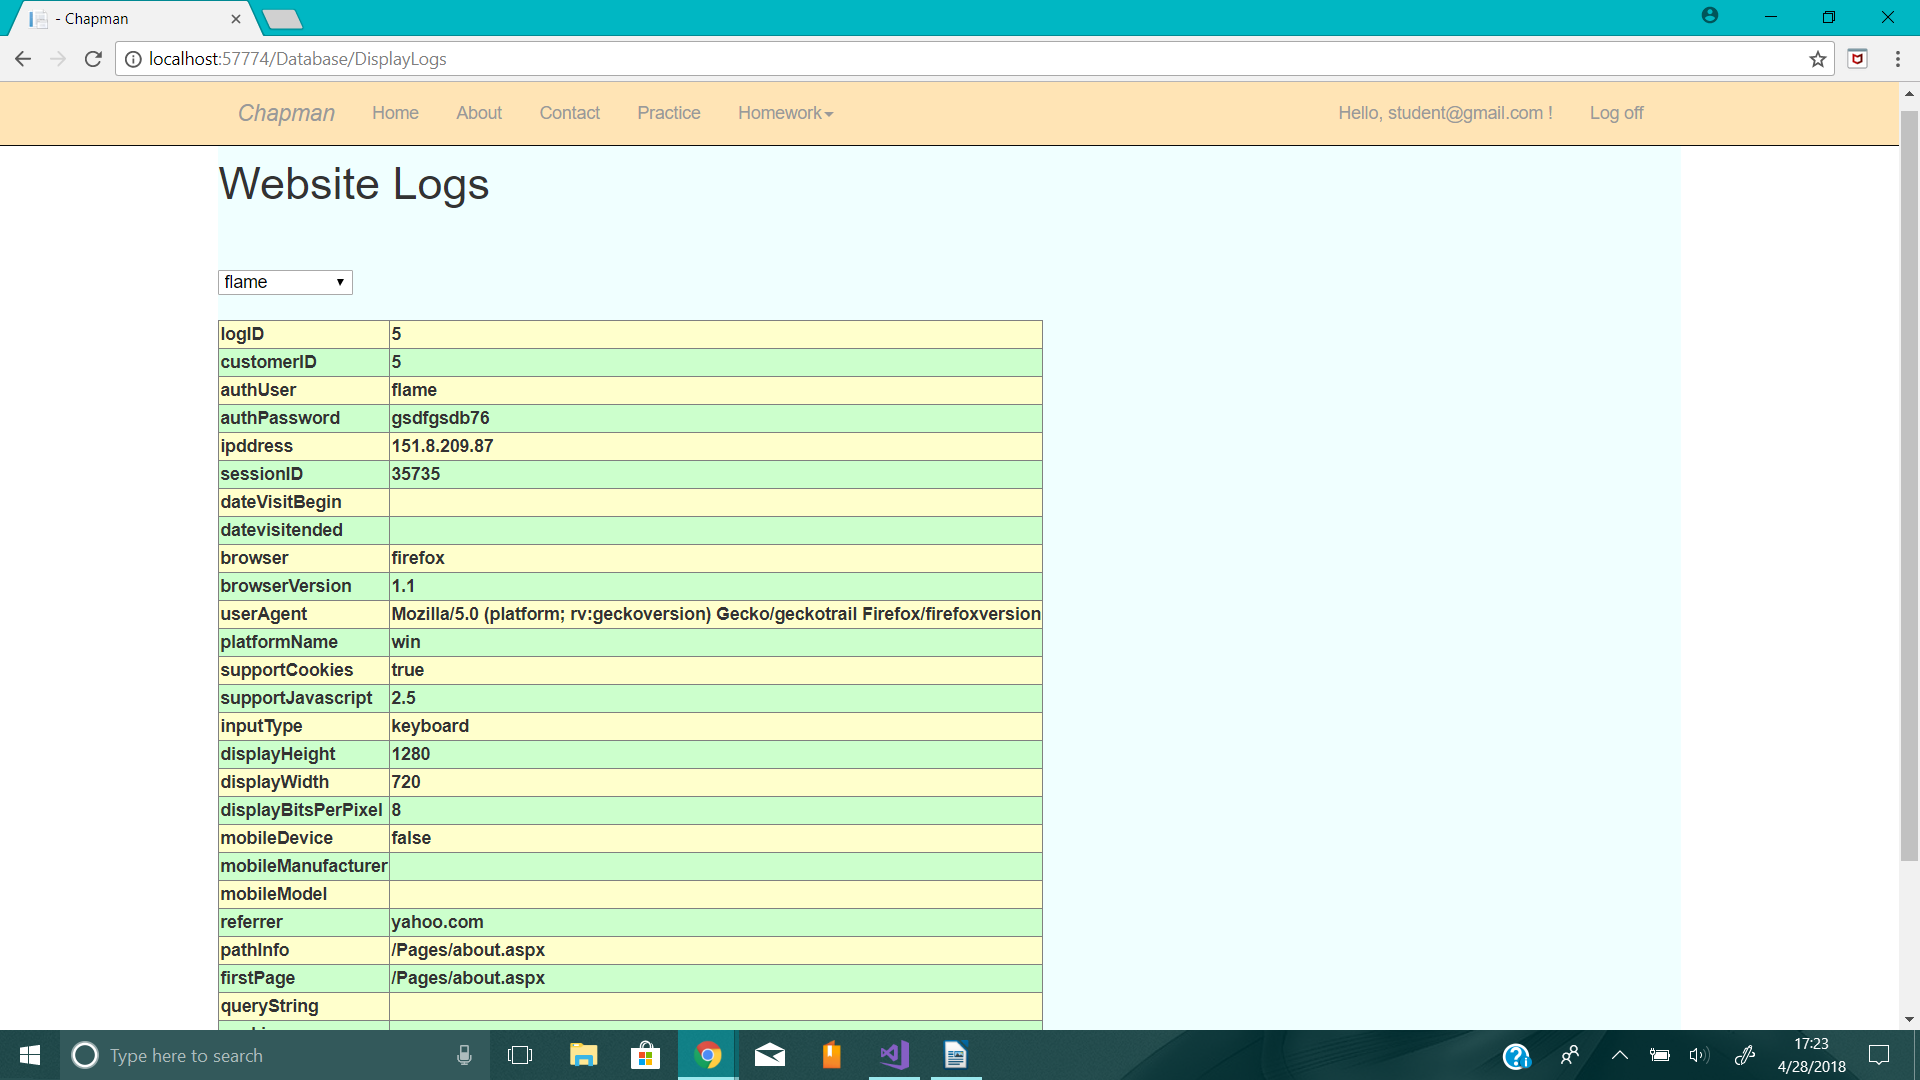 - Chapman
localhost:57774/Database/DisplayLogs
Chapman Home About Contact Practice Homework Hello, student@gmail.com ! Log off
Website Logs
flame
logID 5
customerID 5
authUser flame
authPassword gsdfgsdb76
ipddress 151.8.209.87
sessionID 35735
dateVisitBegin
datevisitended
browser firefox
browserVersion 1.1
userAgent Mozilla/5.0 (platform; rv:geckoversion) Gecko/geckotrail Firefox/firefoxversion
platformName win
supportCookies true
supportJavascript 2.5
inputType keyboard
displayHeight 1280
displayWidth 720
displayBitsPerPixel 8
mobileDevice false
mobileManufacturer
mobileModel
referrer yahoo.com
pathInfo /Pages/about.aspx
firstPage /Pages/about.aspx
queryString
Type here to search
17:23
4/28/2018